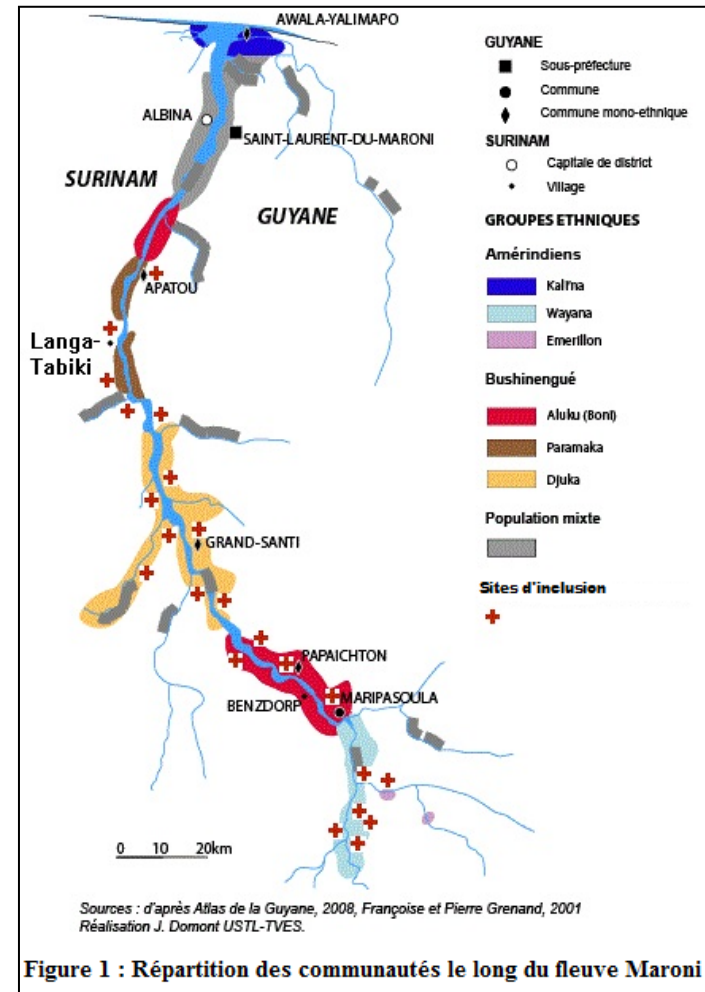 AWALA-YALIMAPO
ALBINA
SAINT-LAURENT-DU-MARONI
SURINAM
GUYANE
APATOU
Langa-
Tabiki
GRAND-SANTI
PAPAICHTON
BENZDORP
MARIPASOULA
0 10 20km
GUYANE
Sous-préfecture
Commune
Commune mono-ethnique
SURINAM
Capitale de district
Village
GROUPES ETHNIQUES
Amérindiens
Kali'na
Wayana
Emerillon
Bushinengué
Aluku (Boni)
Paramaka
Djuka
Population mixte
Sites d'inclusion
Sources : d'après Atlas de la Guyane, 2008, Françoise et Pierre Grenand, 2001
Réalisation J. Domont USTL-TVES.
Figure 1 : Répartition des communautés le long du fleuve Maroni